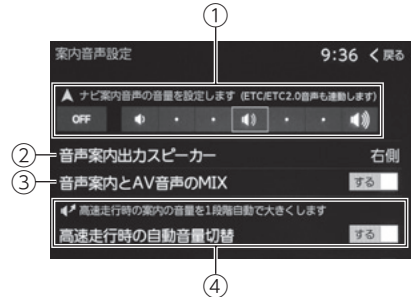 ①
案内音声設定 9:36 戻る
ナビ案内音声の音量を設定します (ETC/ETC2.0音声も連動します)
OFF
② 音声案内出力スピーカー 右側
③ 音声案内とAV音声のMIX する
高速走行時の案内の音量を1段階自動で大きくします
高速走行時の自動音量切替 する
④